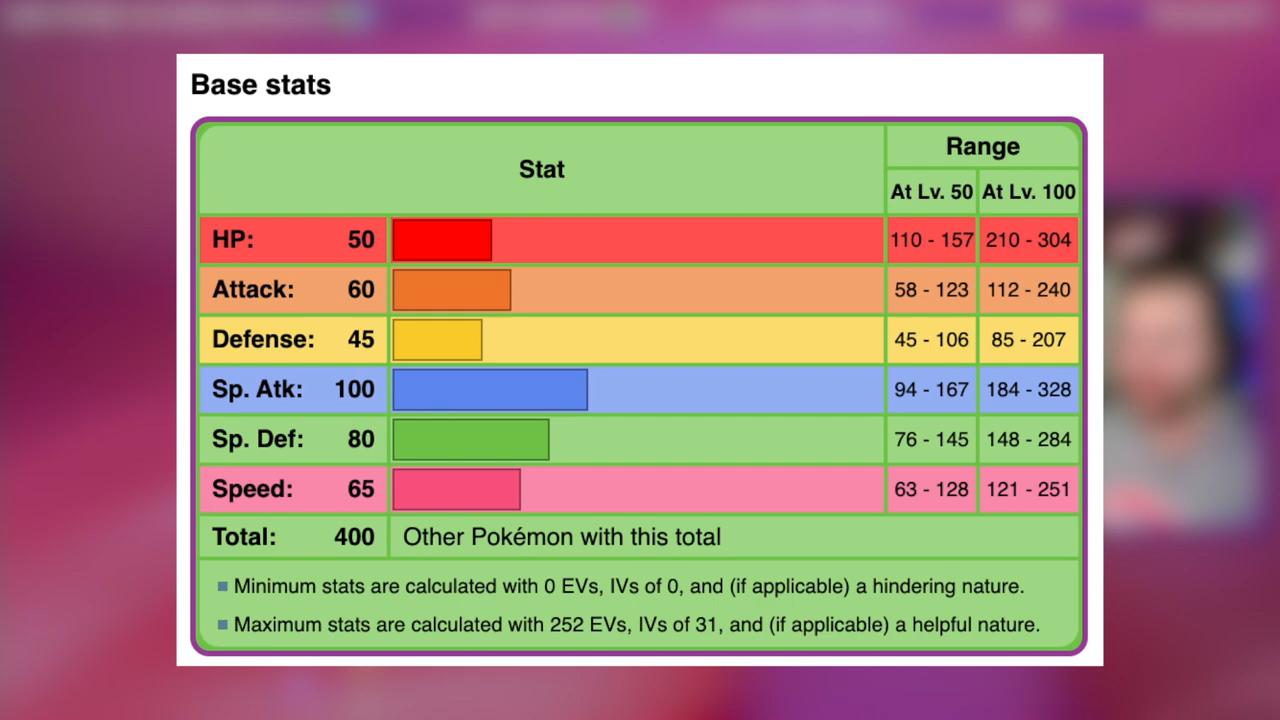 Base stats
Stat Range
At Lv. 50 At Lv. 100
HP: 50 110 - 157 210 - 304
Attack: 60 58 - 123 112 - 240
Defense: 45 45 - 106 85 - 207
Sp. Atk: 100 94 - 167 184 - 328
Sp. Def: 80 76 - 145 148 - 284
Speed: 65 63 - 128 121 - 251
Total: 400 Other Pokémon with this total
Minimum stats are calculated with 0 EVs, IVs of 0, and (if applicable) a hindering nature.
Maximum stats are calculated with 252 EVs, IVs of 31, and (if applicable) a helpful nature.